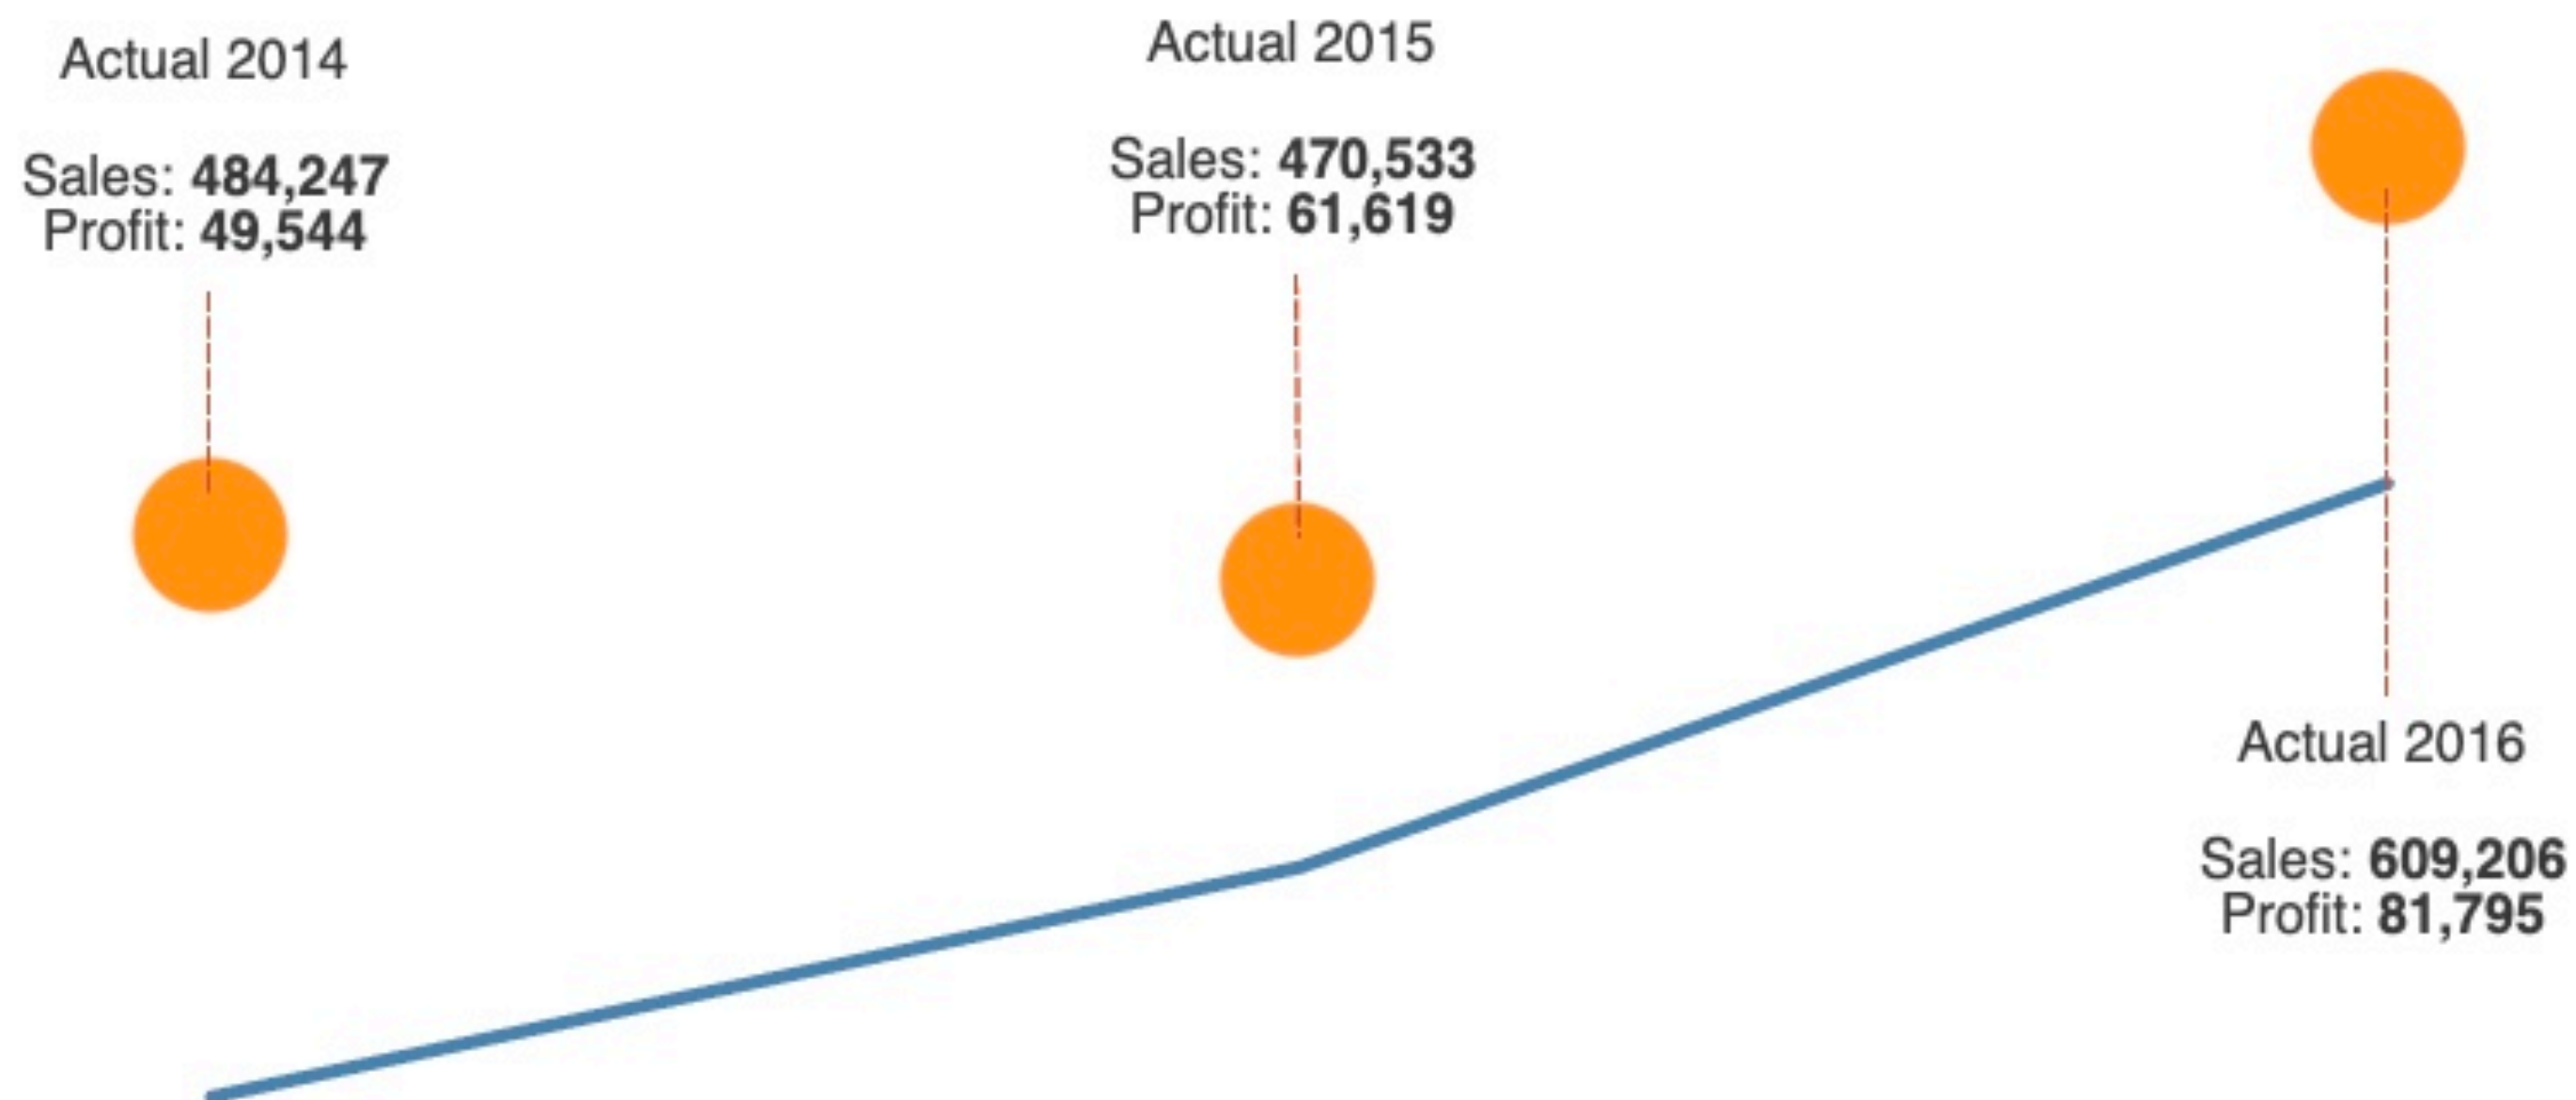 Actual 2014
Sales: 484,247
Profit: 49,544
Actual 2015
Sales: 470,533
Profit: 61,619
Actual 2016
Sales: 609,206
Profit: 81,795